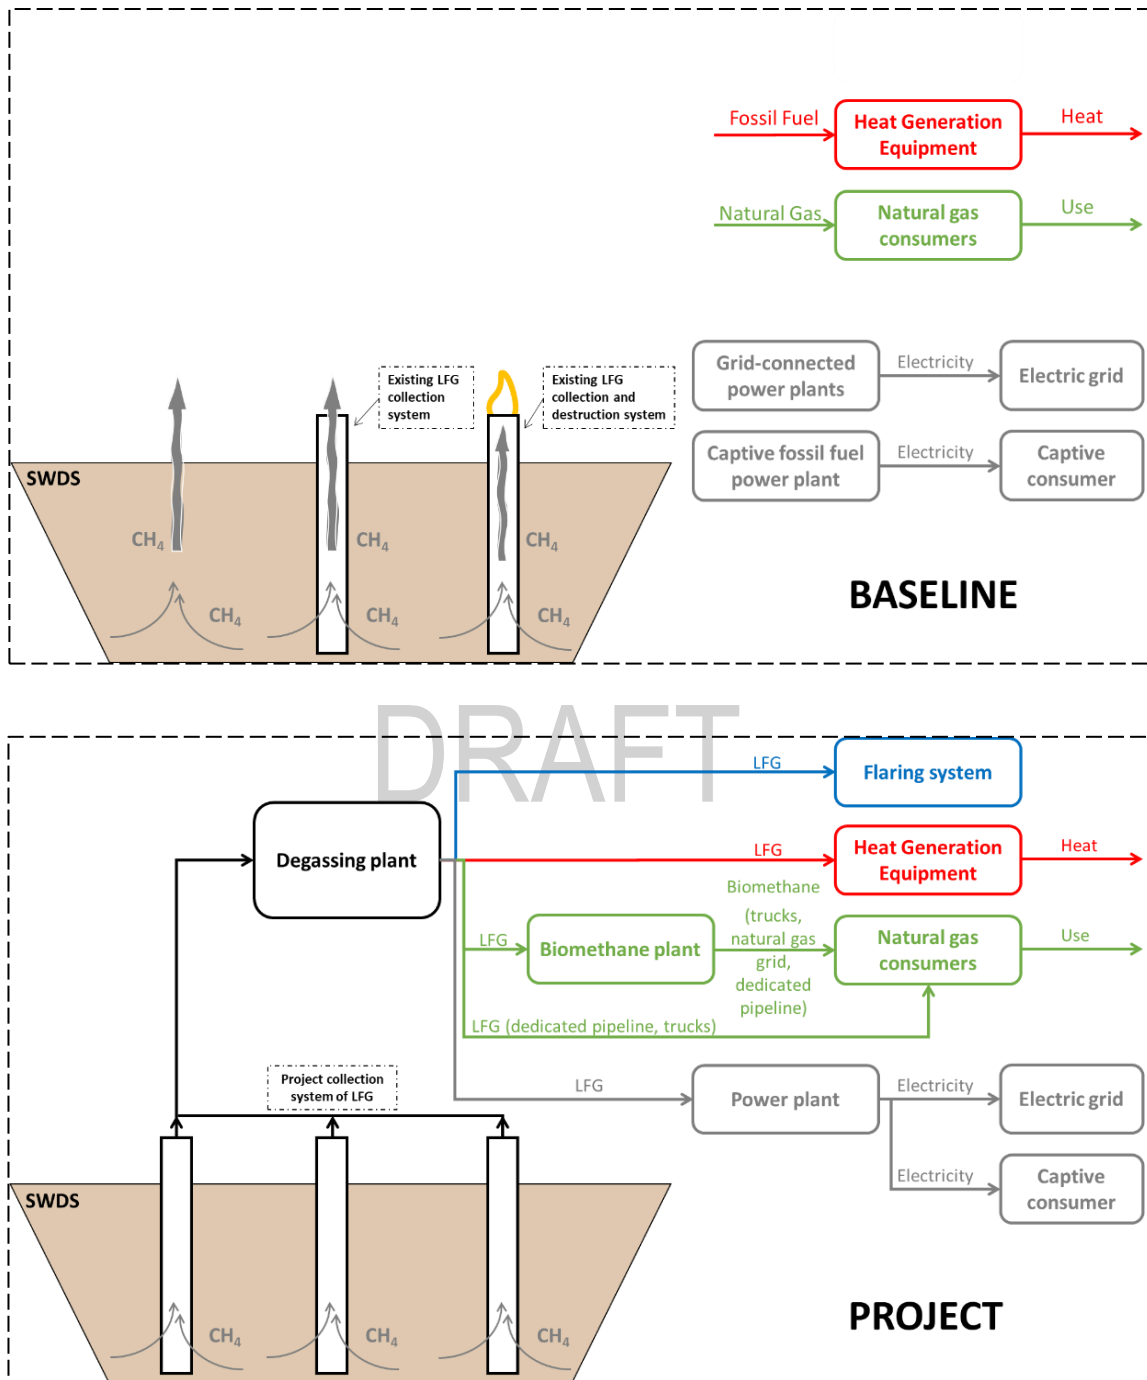 Fossil Fuel
Heat Generation
Equipment
Heat
Natural Gas
Natural gas
consumers
Use
Existing LFG
collection
system
Existing LFG
collection and
destruction system
Grid-connected
power plants
Electricity
Electric grid
Captive fossil fuel
power plant
Electricity
Captive
consumer
SWDS
CH4
CH4
CH4
CH4
CH4
CH4
BASELINE
DRAFT
LFG
Flaring system
Degassing plant
LFG
Heat Generation
Equipment
Heat
LFG
Biomethane plant
Biomethane
(trucks,
natural gas
grid,
dedicated
pipeline)
Natural gas
consumers
Use
LFG (dedicated pipeline, trucks)
Project collection
system of LFG
LFG
Power plant
Electricity
Electric grid
Electricity
Captive
consumer
SWDS
CH4
CH4
CH4
PROJECT